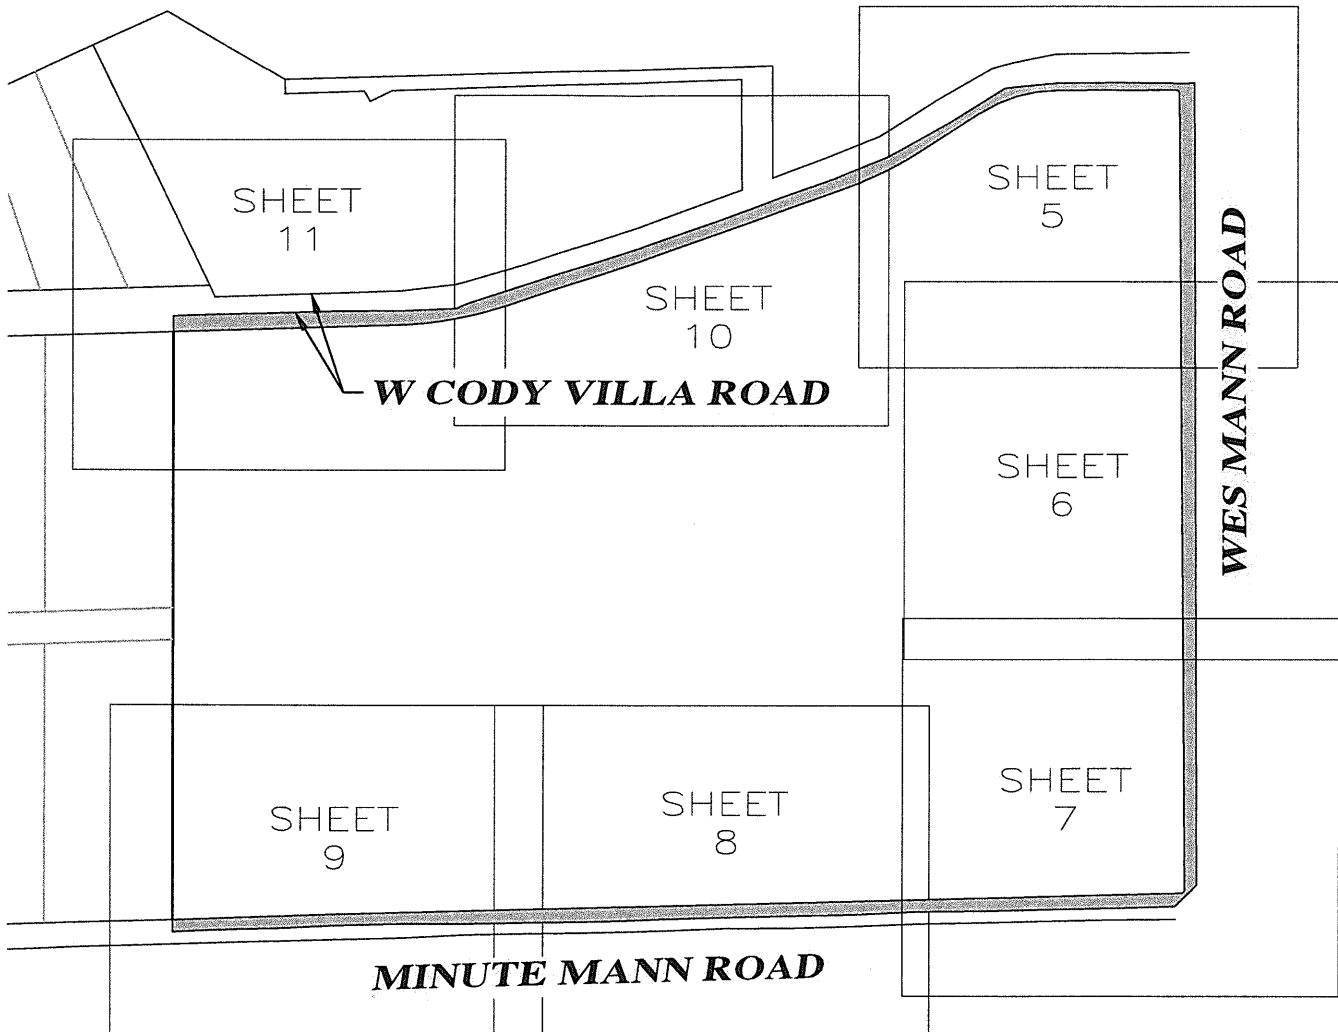 SHEET
5
SHEET
11
SHEET
10
W CODY VILLA ROAD
WES MANN ROAD
SHEET
6
SHEET
7
SHEET
8
SHEET
9
MINUTE MANN ROAD